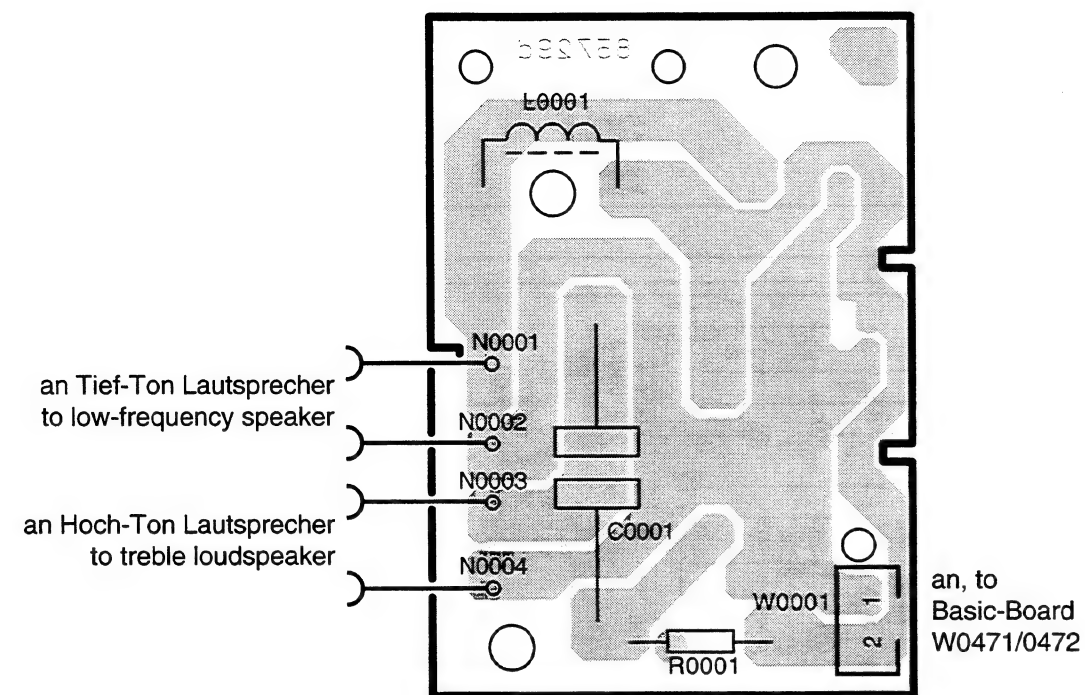 L0001
N0001
an Tief-Ton Lautsprecher
to low-frequency speaker
N0002
N0003
an Hoch-Ton Lautsprecher
to treble loudspeaker
C0001
N0004
W0001
1
2
an, to
Basic-Board
W0471/0472
R0001